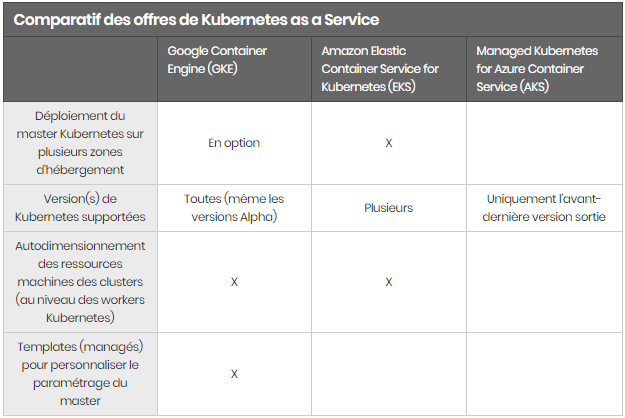 Comparatif des offres de Kubernetes as a Service
Google Container
Engine (GKE)
Amazon Elastic
Container Service for
Kubernetes (EKS)
Managed Kubernetes
for Azure Container
Service (AKS)
Déploiement du
master Kubernetes sur
plusieurs zones
d'hébergement
En option
X
Version(s) de
Kubernetes supportées
Toutes (même les
versions Alpha)
Plusieurs
Uniquement l'avant-
dernière version sortie
Autodimensionnement
des ressources
machines des clusters
(au niveau des workers
Kubernetes)
X
X
Templates (managés)
pour personnaliser le
paramétrage du
master
X